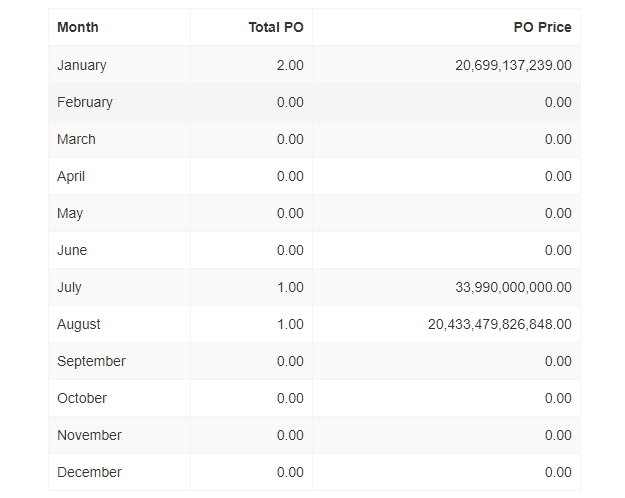 Month Total PO PO Price
January 2.00 20,699,137,239.00
February 0.00 0.00
March 0.00 0.00
April 0.00 0.00
May 0.00 0.00
June 0.00 0.00
July 1.00 33,990,000,000.00
August 1.00 20,433,479,826,848.00
September 0.00 0.00
October 0.00 0.00
November 0.00 0.00
December 0.00 0.00